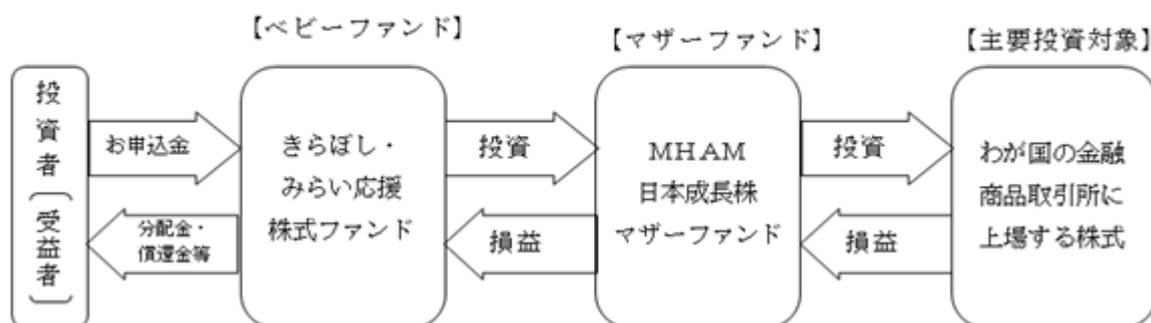 【ベビーファンド】
【マザーファンド】
【主要投資対象】
投資者
(受益者)
お申込金
分配金・
償還金等
きらぼし・
みらい応援
株式ファンド
投資
損益
MHAM
日本成長株
マザーファンド
投資
損益
わが国の金融
商品取引所に
上場する株式